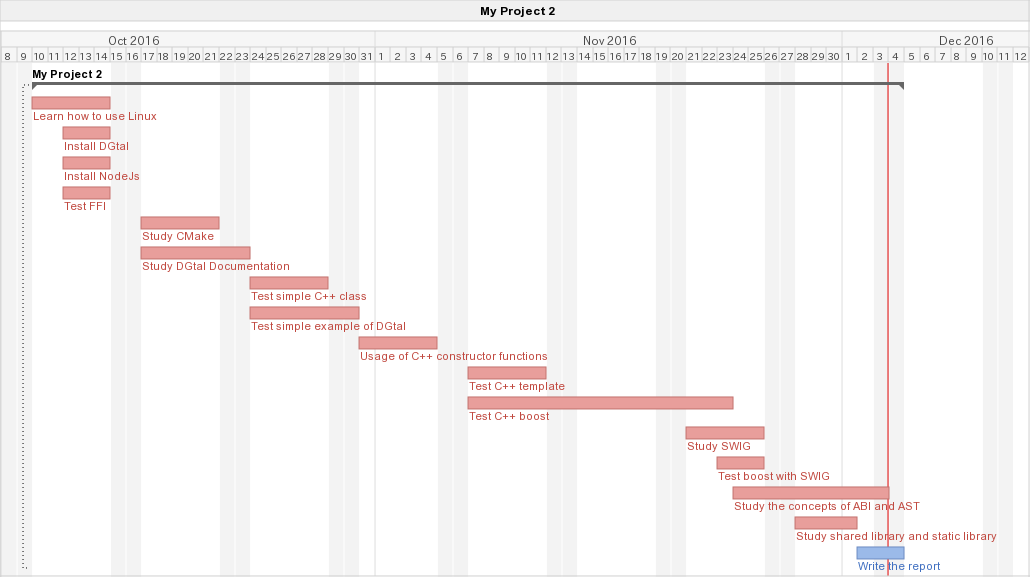 My Project 2
Oct 2016 Nov 2016 Dec 2016
8 9 10 11 12 13 14 15 16 17 18 19 20 21 22 23 24 25 26 27 28 29 30 31 1 2 3 4 5 6 7 8 9 10 11 12 13 14 15 16 17 18 19 20 21 22 23 24 25 26 27 28 29 30 1 2 3 4 5 6 7 8 9 10 11 12
My Project 2
Learn how to use Linux
Install DGtal
Install NodeJs
Test FFI
Study CMake
Study DGtal Documentation
Test simple C++ class
Test simple example of DGtal
Usage of C++ constructor functions
Test C++ template
Test C++ boost
Study SWIG
Test boost with SWIG
Study the concepts of ABI and AST
Study shared library and static library
Write the report